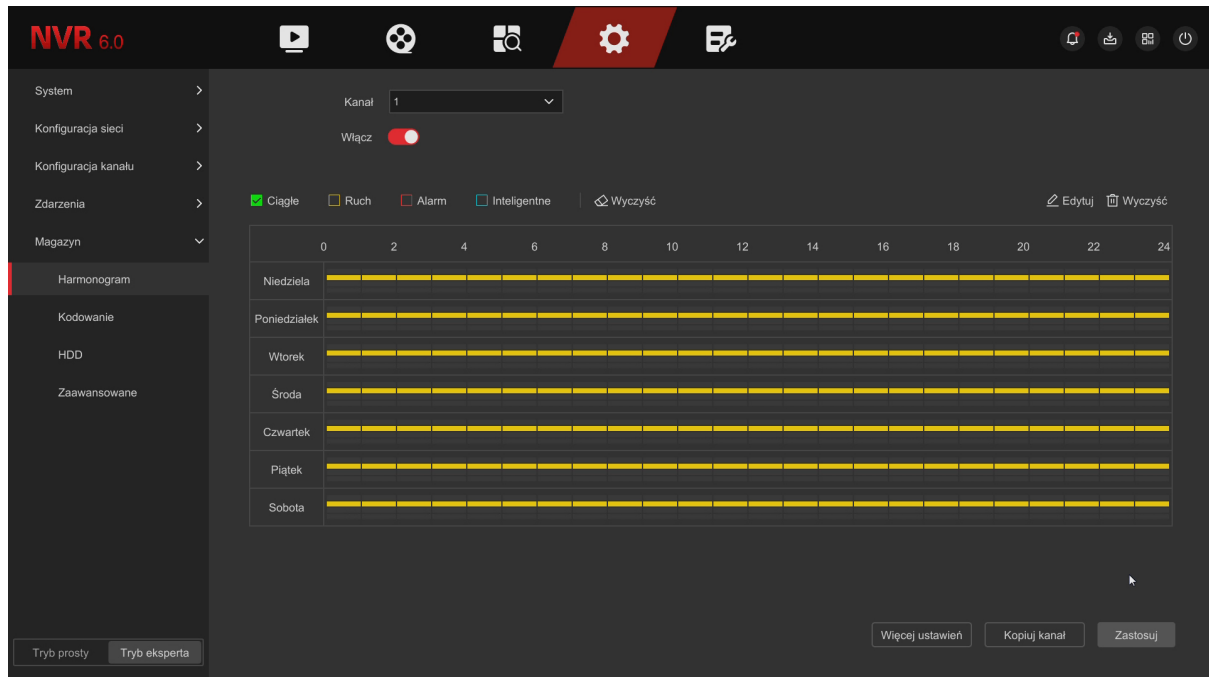 NVR 6.0
System
Konfiguracja sieci
Konfiguracja kanału
Zdarzenia
Magazyn
Harmonogram
Kodowanie
HDD
Zaawansowane
Tryb prosty Tryb eksperta
Kanał 1
Włącz
Ciągłe Ruch Alarm Inteligentne Wyczyść Edytuj Wyczyść
0 2 4 6 8 10 12 14 16 18 20 22 24
Niedziela
Poniedziałek
Wtorek
Środa
Czwartek
Piątek
Sobota
Więcej ustawień Kopiuj kanał Zastosuj